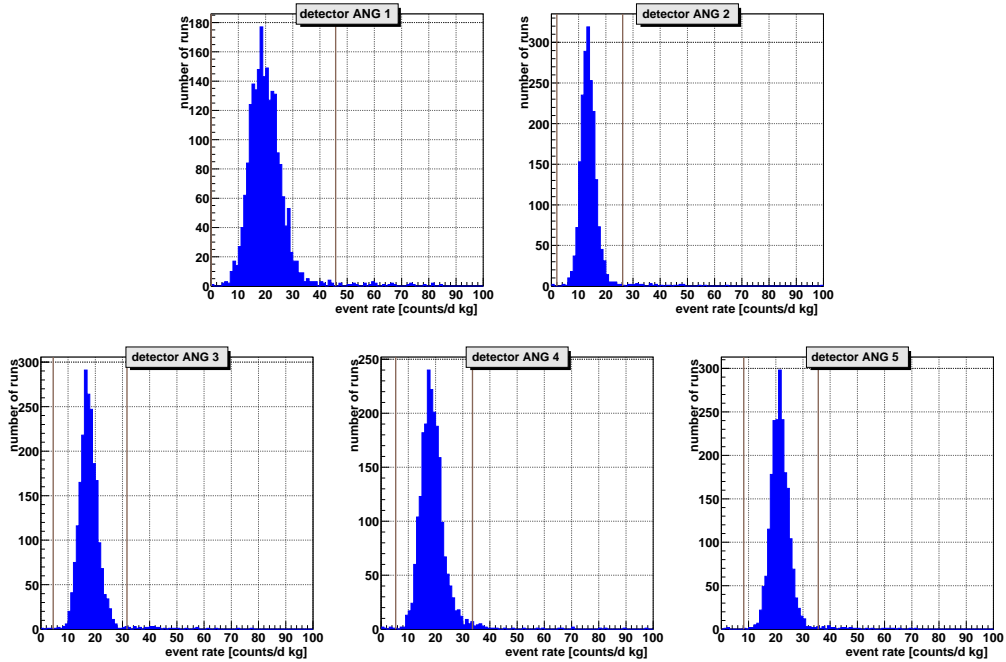 detector ANG 1
number of runs
180
160
140
120
100
80
60
40
20
0
0 10 20 30 40 50 60 70 80 90 100
event rate [counts/d kg]
detector ANG 2
number of runs
300
250
200
150
100
50
0
0 10 20 30 40 50 60 70 80 90 100
event rate [counts/d kg]
detector ANG 3
number of runs
300
250
200
150
100
50
0
0 10 20 30 40 50 60 70 80 90 100
event rate [counts/d kg]
detector ANG 4
number of runs
250
200
150
100
50
0
0 10 20 30 40 50 60 70 80 90 100
event rate [counts/d kg]
detector ANG 5
number of runs
300
250
200
150
100
50
0
0 10 20 30 40 50 60 70 80 90 100
event rate [counts/d kg]